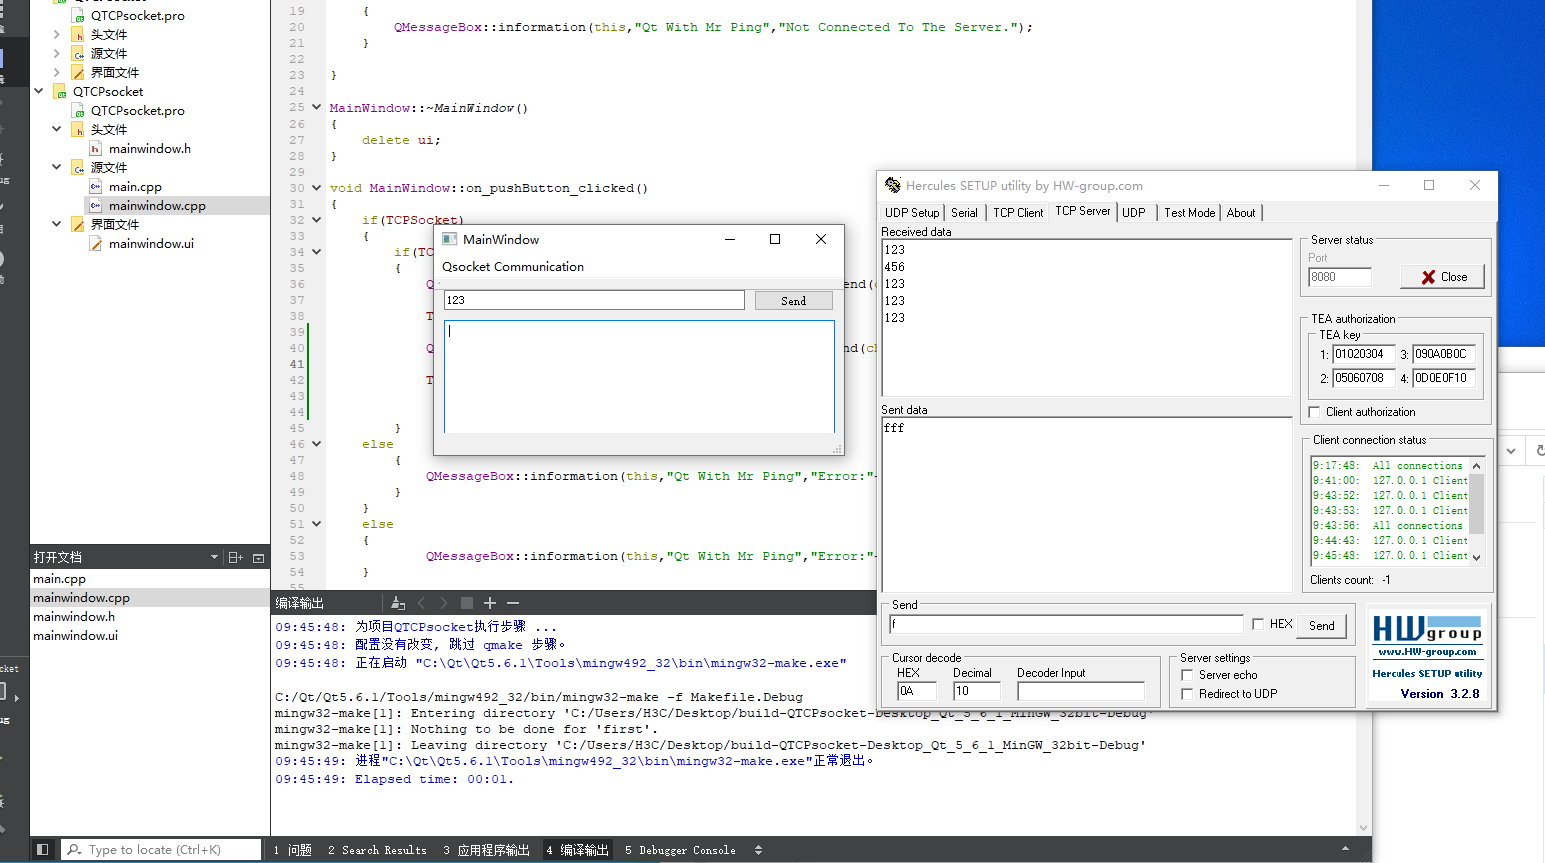 QTCPsocket.pro
头文件
源文件
界面文件
QTCPsocket
QTCPsocket.pro
头文件
mainwindow.h
源文件
main.cpp
mainwindow.cpp
界面文件
mainwindow.ui
打开文档
main.cpp
mainwindow.cpp
mainwindow.h
mainwindow.ui
Type to locate (Ctrl+K)
19 {
20 QMessageBox::information(this,"Qt With Mr Ping","Not Connected To The Server.");
21 }
22
23 }
24
25 MainWindow::~MainWindow()
26 {
27 delete ui;
28 }
29
30 void MainWindow::on_pushButton_clicked()
31 {
32 if(TCPSocket)
33 {
34 if(TC
35 {
36 Q
37
38 T
39
40 Q
41
42 T
43
44
45 }
46 else
47 {
48 QMessageBox::information(this,"Qt With Mr Ping","Error:"
49 }
50 }
51 else
52 {
53 QMessageBox::information(this,"Qt With Mr Ping","Error:"
54 }
55
MainWindow
Qsocket Communication
123
Send
Hercules SETUP utility by HW-group.com
UDP Setup Serial TCP Client TCP Server UDP Test Mode About
Received data
123
456
123
123
123
Sent data
fff
Send
f
HEX Send
Cursor decode
HEX Decimal Decoder Input
0A 10
Server status
Port
8080 Close
TEA authorization
TEA key
1: 01020304 3: 090A0B0C
2: 05060708 4: 0D0E0F10
Client authorization
Client connection status
9:17:48: All connections
9:41:00: 127.0.0.1 Client
9:43:52: 127.0.0.1 Client
9:43:53: 127.0.0.1 Client
9:43:56: All connections
9:44:43: 127.0.0.1 Client
9:45:48: 127.0.0.1 Client
Clients count: -1
Server settings
Server echo
Redirect to UDP
HWgroup
www.HW-group.com
Hercules SETUP utility
Version 3.2.8
编译输出
09:45:48: 为项目QTCPsocket执行步骤 ...
09:45:48: 配置没有改变, 跳过 qmake 步骤。
09:45:48: 正在启动 "C:\Qt\Qt5.6.1\Tools\mingw492_32\bin\mingw32-make.exe"
C:/Qt/Qt5.6.1/Tools/mingw492_32/bin/mingw32-make -f Makefile.Debug
mingw32-make[1]: Entering directory 'C:/Users/H3C/Desktop/build-QTCPsocket-Desktop_Qt_5_6_1_MinGW_32bit-Debug'
mingw32-make[1]: Nothing to be done for 'first'.
mingw32-make[1]: Leaving directory 'C:/Users/H3C/Desktop/build-QTCPsocket-Desktop_Qt_5_6_1_MinGW_32bit-Debug'
09:45:49: 进程"C:\Qt\Qt5.6.1\Tools\mingw492_32\bin\mingw32-make.exe"正常退出。
09:45:49: Elapsed time: 00:01.
1 问题 2 Search Results 3 应用程序输出 4 编译输出 5 Debugger Console